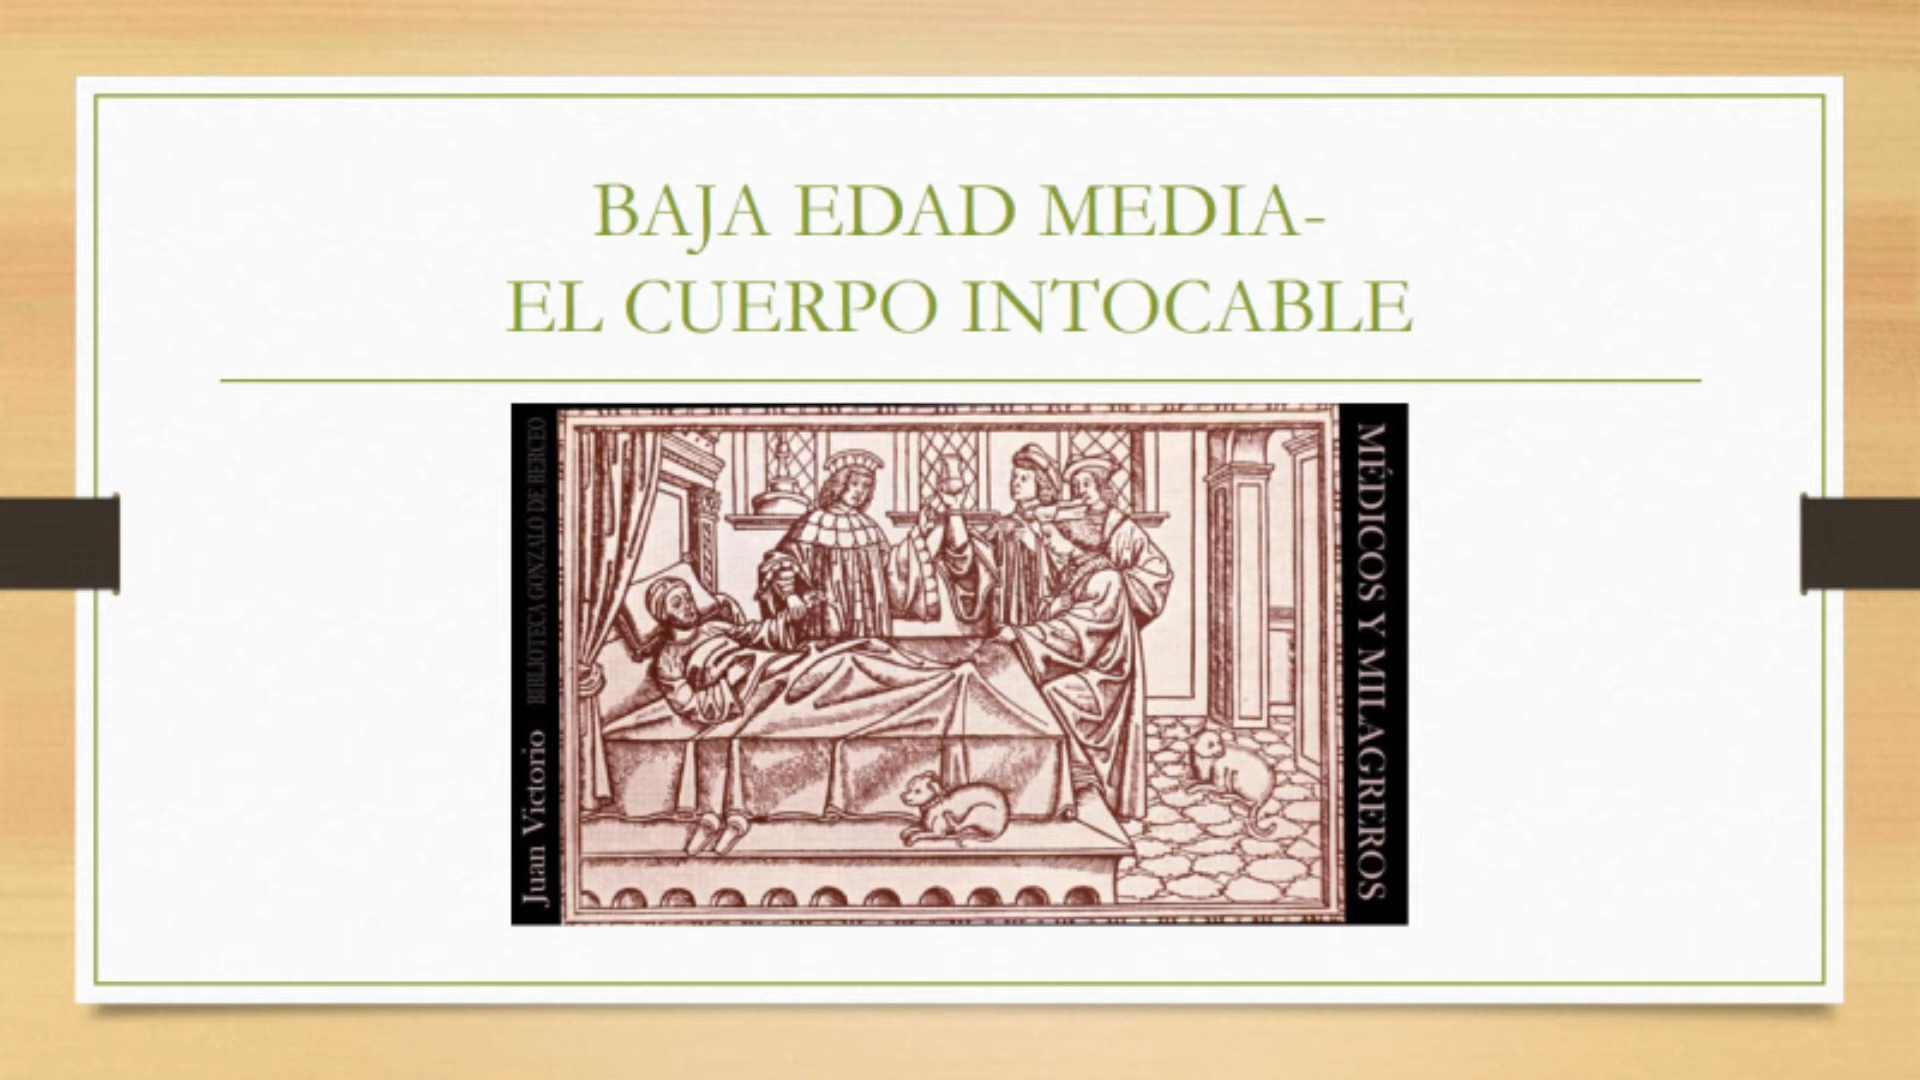 BAJA EDAD MEDIA-
EL CUERPO INTOCABLE
Juan Victorio BIBLIOTECA GONZALO DE BERCEO
MÉDICOS Y MILAGREROS